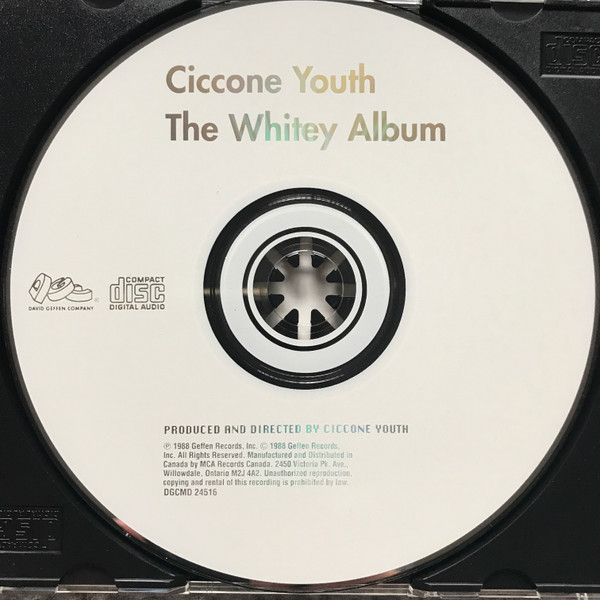 Ciccone Youth
The Whitey Album
DGC
DAVID GEFFEN COMPANY
®
COMPACT
disc
DIGITAL AUDIO
PRODUCED AND DIRECTED BY CICCONE YOUTH
℗ 1988 Geffen Records, Inc. © 1988 Geffen Records,
Inc. All Rights Reserved. Manufactured and Distributed in
Canada by MCA Records Canada. 2450 Victoria Pk. Ave.,
Willowdale, Ontario M2J 4A2. Unauthorized reproduction,
copying and rental of this recording is prohibited by law.
DGCMD 24516